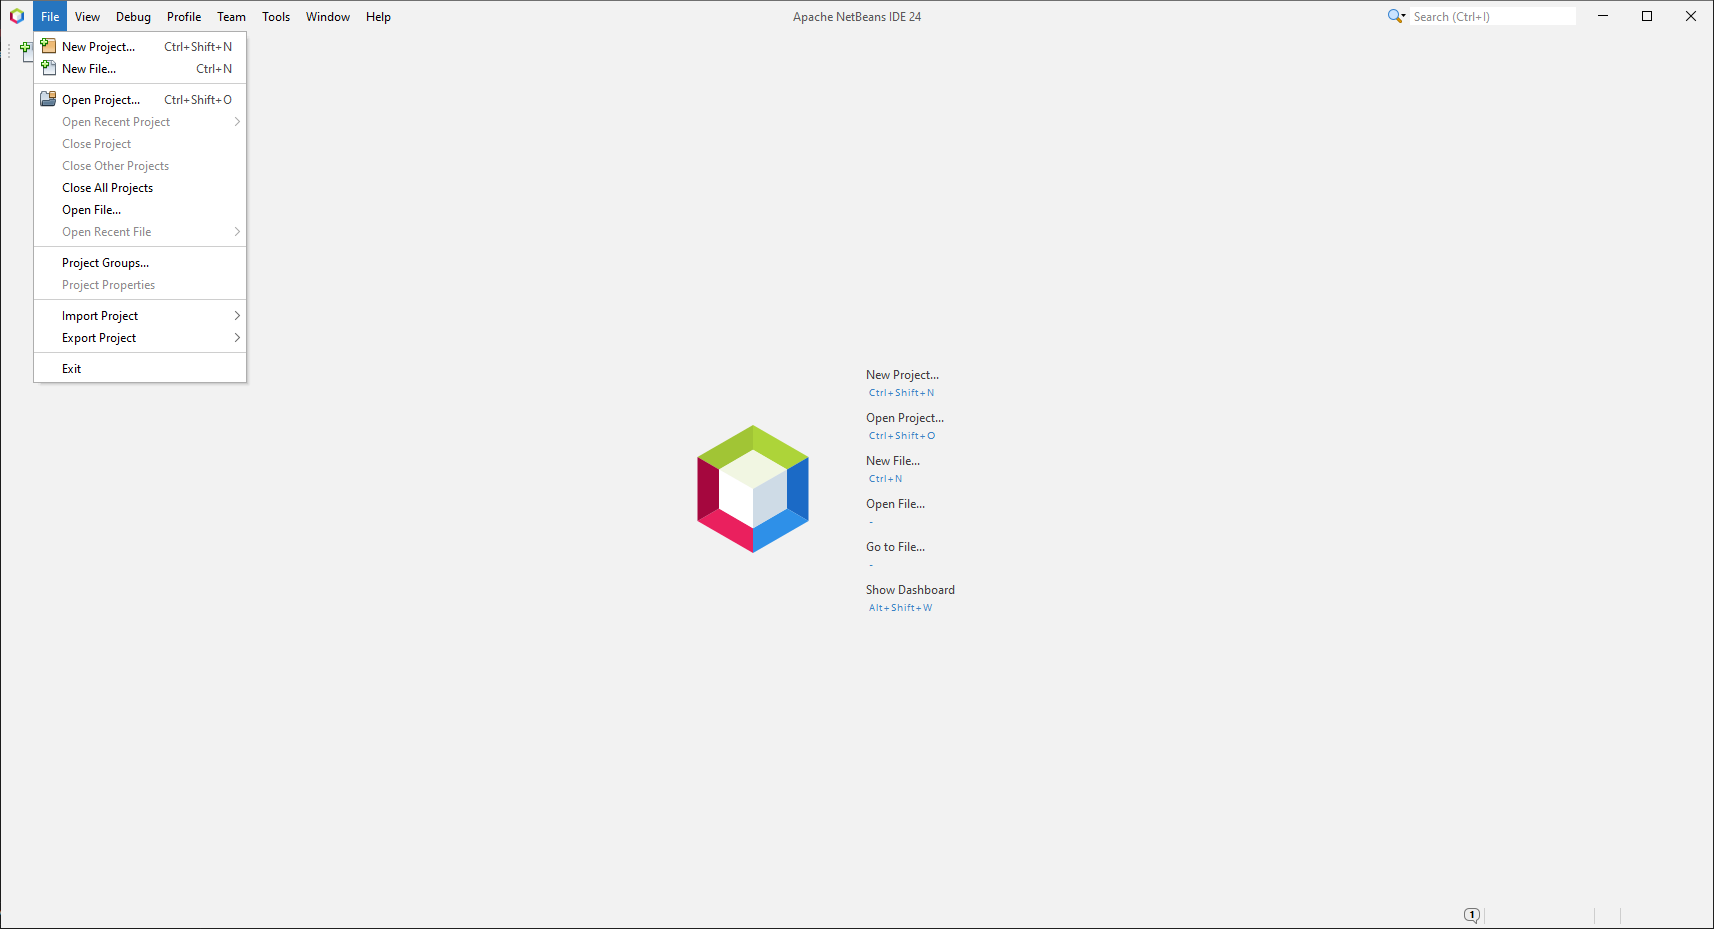 File View Debug Profile Team Tools Window Help Apache NetBeans IDE 24 Search (Ctrl+I)
New Project... Ctrl+Shift+N
New File... Ctrl+N
Open Project... Ctrl+Shift+O
Open Recent Project
Close Project
Close Other Projects
Close All Projects
Open File...
Open Recent File
Project Groups...
Project Properties
Import Project
Export Project
Exit
New Project...
Ctrl+Shift+N
Open Project...
Ctrl+Shift+O
New File...
Ctrl+N
Open File...
-
Go to File...
-
Show Dashboard
Alt+Shift+W
1